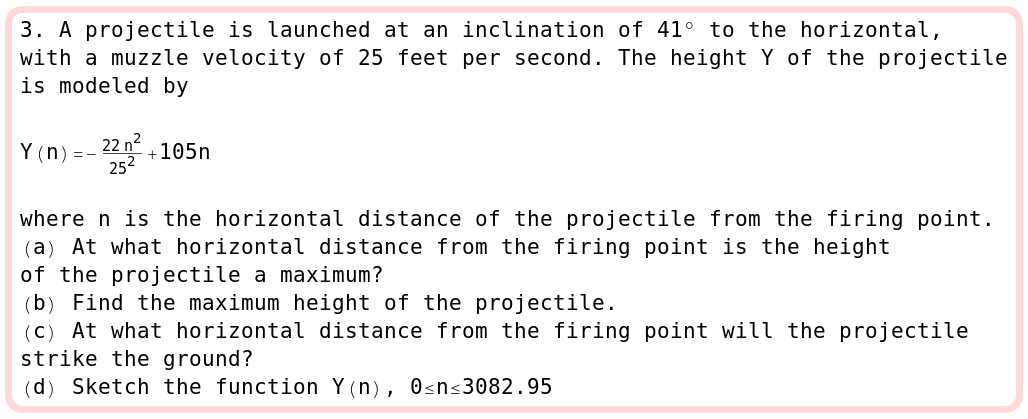 3. A projectile is launched at an inclination of 41° to the horizontal,
with a muzzle velocity of 25 feet per second. The height Y of the projectile
is modeled by
Y(n)=-\frac{22 n^2}{25^2}+105n
where n is the horizontal distance of the projectile from the firing point.
(a) At what horizontal distance from the firing point is the height
of the projectile a maximum?
(b) Find the maximum height of the projectile.
(c) At what horizontal distance from the firing point will the projectile
strike the ground?
(d) Sketch the function Y(n), 0≤n≤3082.95